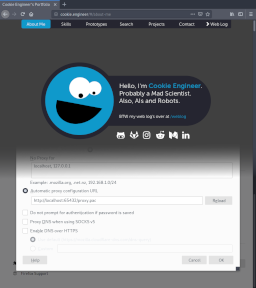 Cookie Engineer's Portfolio
cookie.engineer/#about-me
About Me
Skills
Prototypes
Search
Projects
Contact
Web Log
Hello, I'm Cookie Engineer.
Probably a Mad Scientist.
Also, AIs and Robots.
BTW my web log's over at /weblog
localhost, 127.0.0.1
Example: .mozilla.org, .net.nz, 192.168.1.0/24
Automatic proxy configuration URL
http://localhost:65432/proxy.pac
Reload
Do not prompt for authentication if password is saved
Proxy DNS when using SOCKS v5
Enable DNS over HTTPS
Help
Cancel
OK
Firefox Support